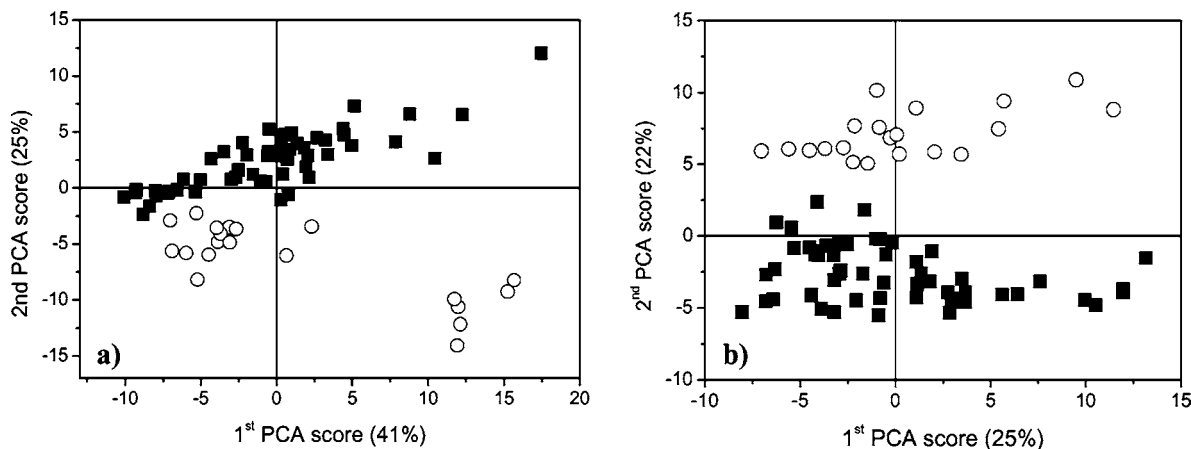 15
10
5
0
-5
-10
-15
2nd PCA score (25%)
a)
-10 -5 0 5 10 15 20
1st PCA score (41%)
15
10
5
0
-5
-10
2nd PCA score (22%)
b)
-10 -5 0 5 10 15
1st PCA score (25%)